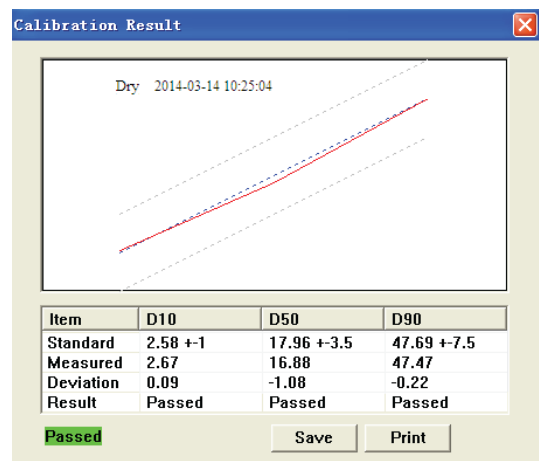 Calibration Result
Dry 2014-03-14 10:25:04
Item D10 D50 D90
Standard 2.58 +-1 17.96 +-3.5 47.69 +-7.5
Measured 2.67 16.88 47.47
Deviation 0.09 -1.08 -0.22
Result Passed Passed Passed
Passed Save Print